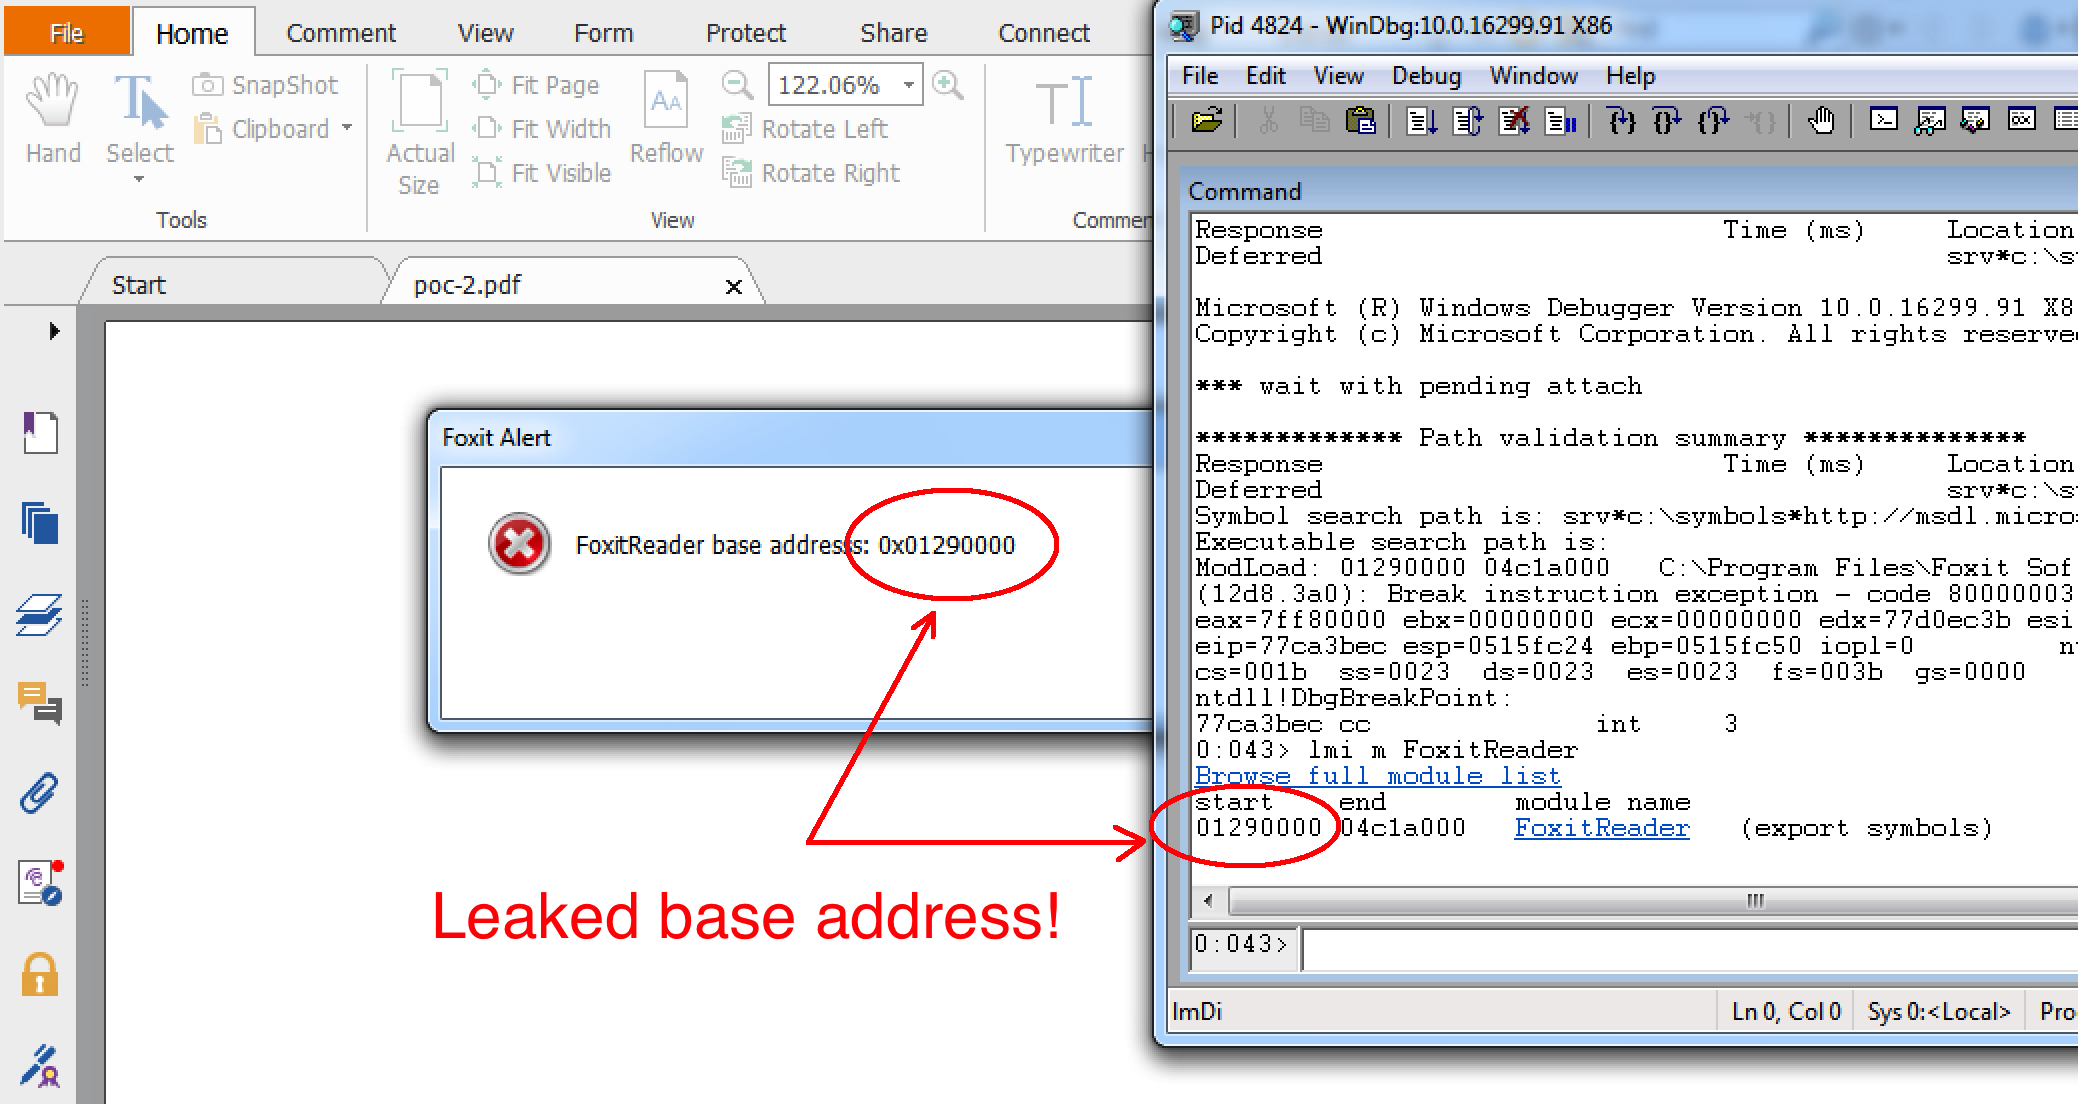 File Home Comment View Form Protect Share Connect
SnapShot
Clipboard
Hand Select
Tools
Actual Size
Fit Page
Fit Width
Fit Visible
Reflow
122.06%
Rotate Left
Rotate Right
View
Typewriter
Start
poc-2.pdf
Foxit Alert
FoxitReader base addresss: 0x01290000
Leaked base address!
Pid 4824 - WinDbg:10.0.16299.91 X86
File Edit View Debug Window Help
Command
Response Time (ms) Location
Deferred srv*c:\s
Microsoft (R) Windows Debugger Version 10.0.16299.91 X8
Copyright (c) Microsoft Corporation. All rights reserve
*** wait with pending attach
************* Path validation summary **************
Response Time (ms) Location
Deferred srv*c:\s
Symbol search path is: srv*c:\symbols*http://msdl.micro
Executable search path is:
ModLoad: 01290000 04c1a000 C:\Program Files\Foxit Sof
(12d8.3a0): Break instruction exception - code 80000003
eax=7ff80000 ebx=00000000 ecx=00000000 edx=77d0ec3b esi
eip=77ca3bec esp=0515fc24 ebp=0515fc50 iopl=0 n
cs=001b ss=0023 ds=0023 es=0023 fs=003b gs=0000
ntdll!DbgBreakPoint:
77ca3bec cc int 3
0:043> lmi m FoxitReader
Browse full module list
start end module name
01290000 04c1a000 FoxitReader (export symbols)
0:043>
lmDi
Ln 0, Col 0 Sys 0:<Local> Pro